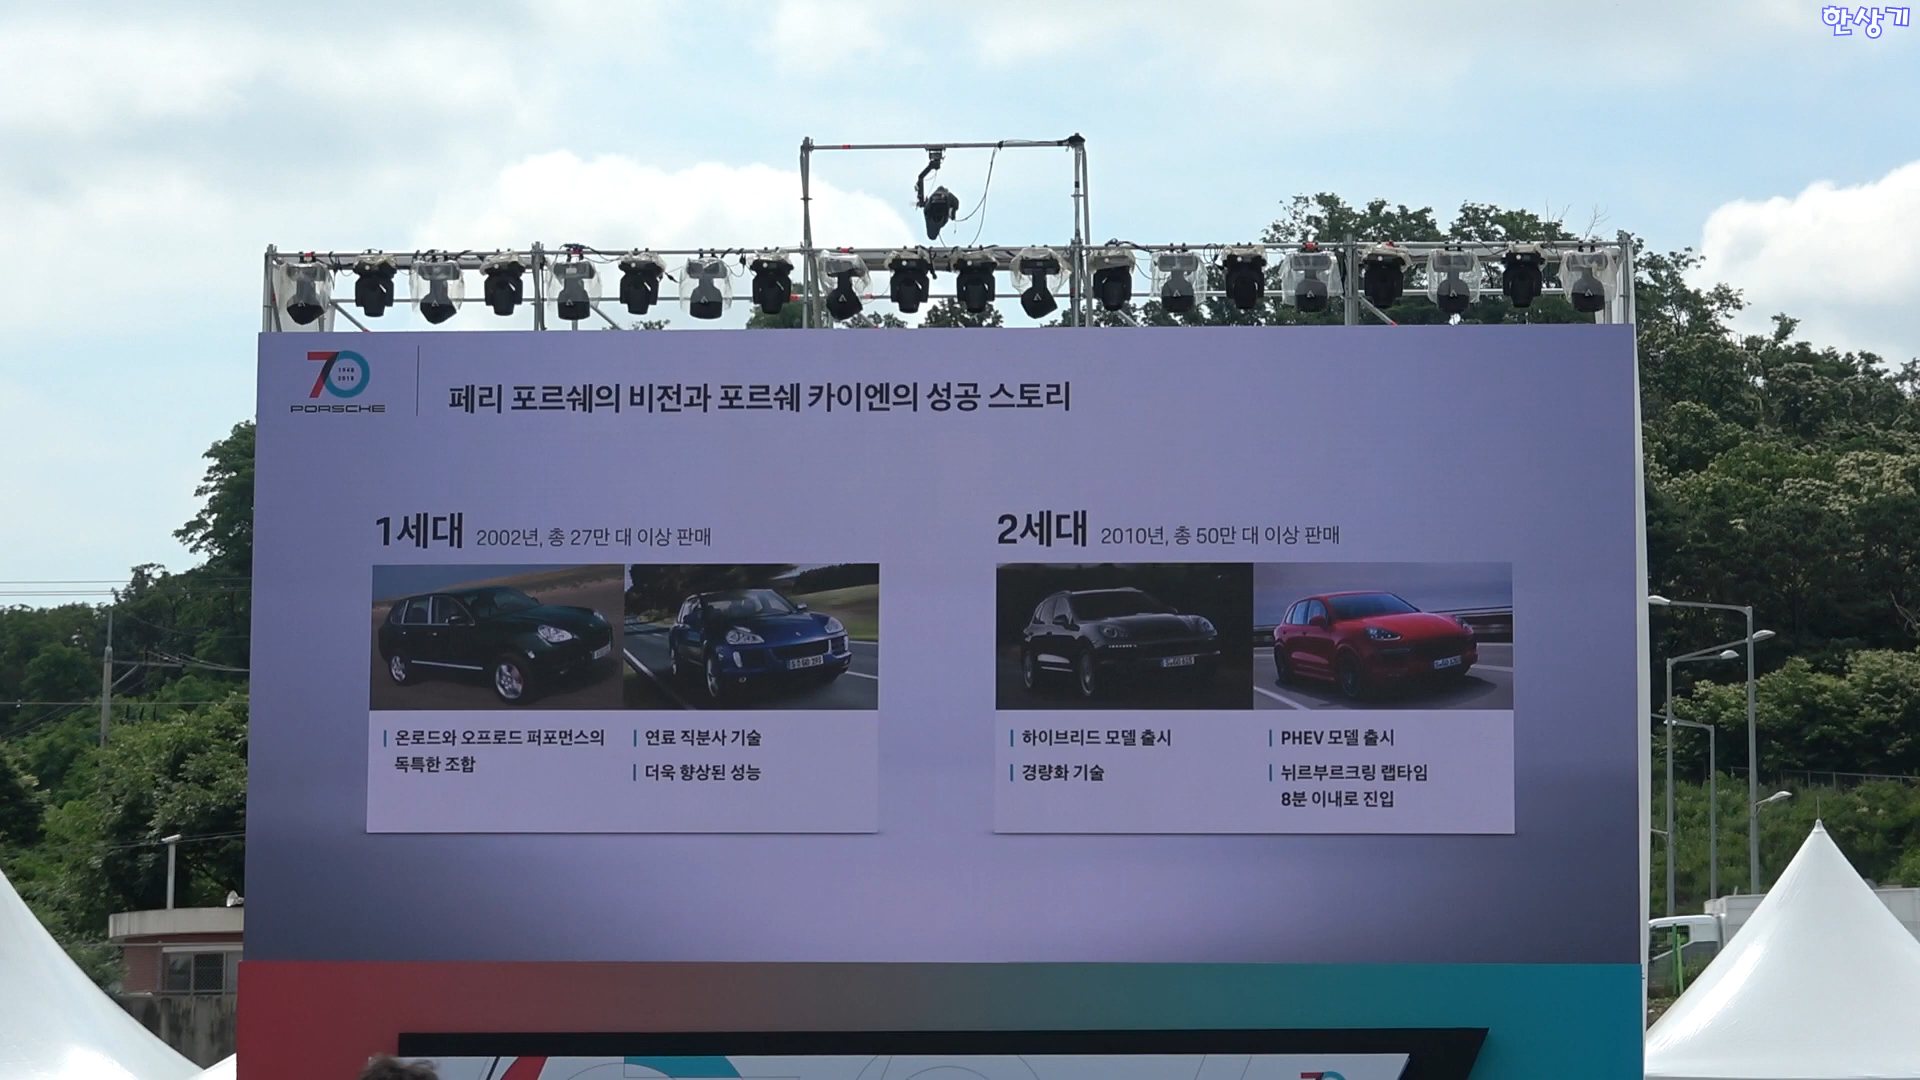 한상기
70
1948
2018
PORSCHE
페리 포르쉐의 비전과 포르쉐 카이엔의 성공 스토리
1세대 2002년, 총 27만 대 이상 판매
온로드와 오프로드 퍼포먼스의
독특한 조합
연료 직분사 기술
더욱 향상된 성능
2세대 2010년, 총 50만 대 이상 판매
하이브리드 모델 출시
경량화 기술
PHEV 모델 출시
뉘르부르크링 랩타임
8분 이내로 진입